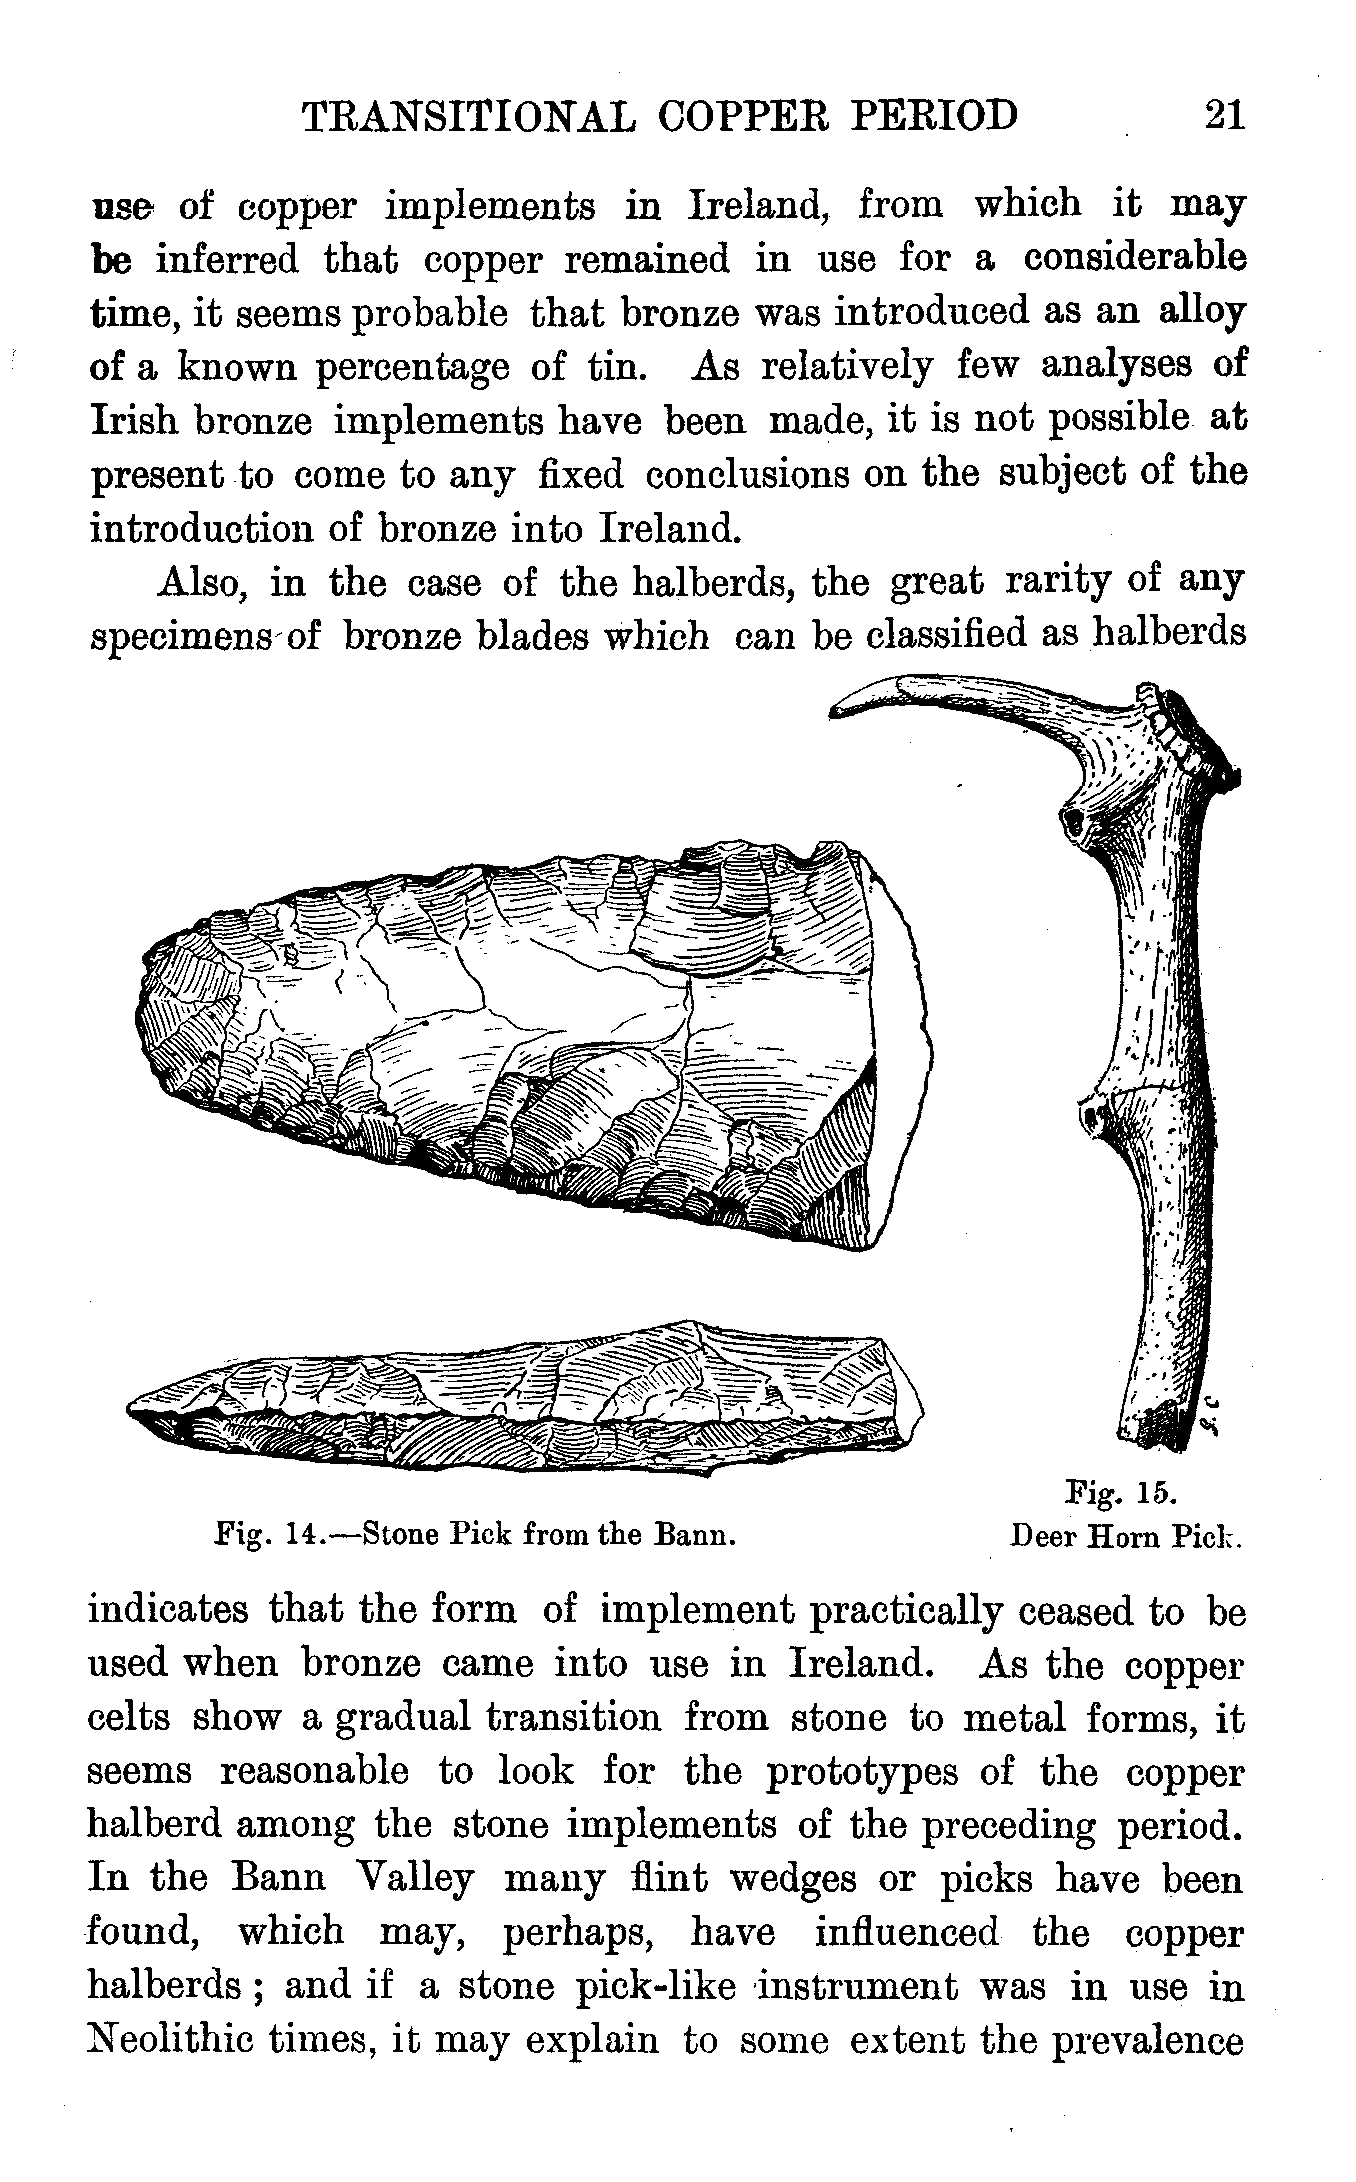 TRANSITIONAL COPPER PERIOD 21
use of copper implements in Ireland, from which it may
be inferred that copper remained in use for a considerable
time, it seems probable that bronze was introduced as an alloy
of a known percentage of tin. As relatively few analyses of
Irish bronze implements have been made, it is not possible at
present to come to any fixed conclusions on the subject of the
introduction of bronze into Ireland.
Also, in the case of the halberds, the great rarity of any
specimens of bronze blades which can be classified as halberds
Fig. 14.—Stone Pick from the Bann.
Fig. 15.
Deer Horn Pick.
indicates that the form of implement practically ceased to be
used when bronze came into use in Ireland. As the copper
celts show a gradual transition from stone to metal forms, it
seems reasonable to look for the prototypes of the copper
halberd among the stone implements of the preceding period.
In the Bann Valley many flint wedges or picks have been
found, which may, perhaps, have influenced the copper
halberds ; and if a stone pick-like instrument was in use in
Neolithic times, it may explain to some extent the prevalence